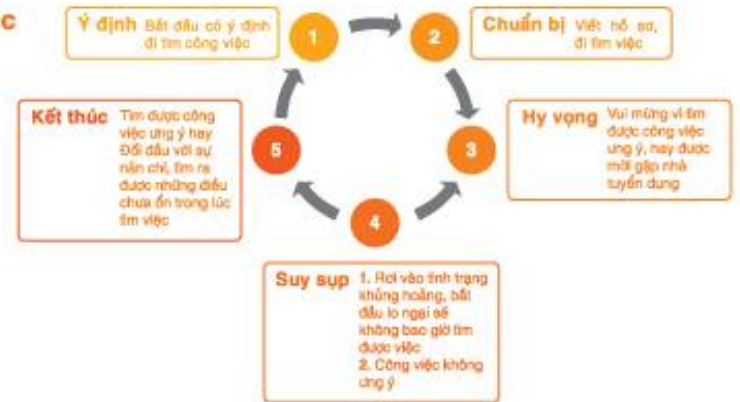 C
Ý định Bắt đầu có ý định
đi tìm công việc
1
2
Chuẩn bị Viết hồ sơ,
đi tìm việc
Kết thúc Tìm được công
việc ưng ý hay
Đối đầu với sự
nản chí, tìm ra
được những điều
chưa ổn trong lúc
tìm việc
5
3
Hy vọng Vui mừng vì tìm
được công việc
ưng ý, hay được
mời gặp nhà
tuyển dụng
4
Suy sụp 1. Rơi vào tình trạng
khủng hoảng, bắt
đầu lo ngại sẽ
không bao giờ tìm
được việc
2. Công việc không
ưng ý